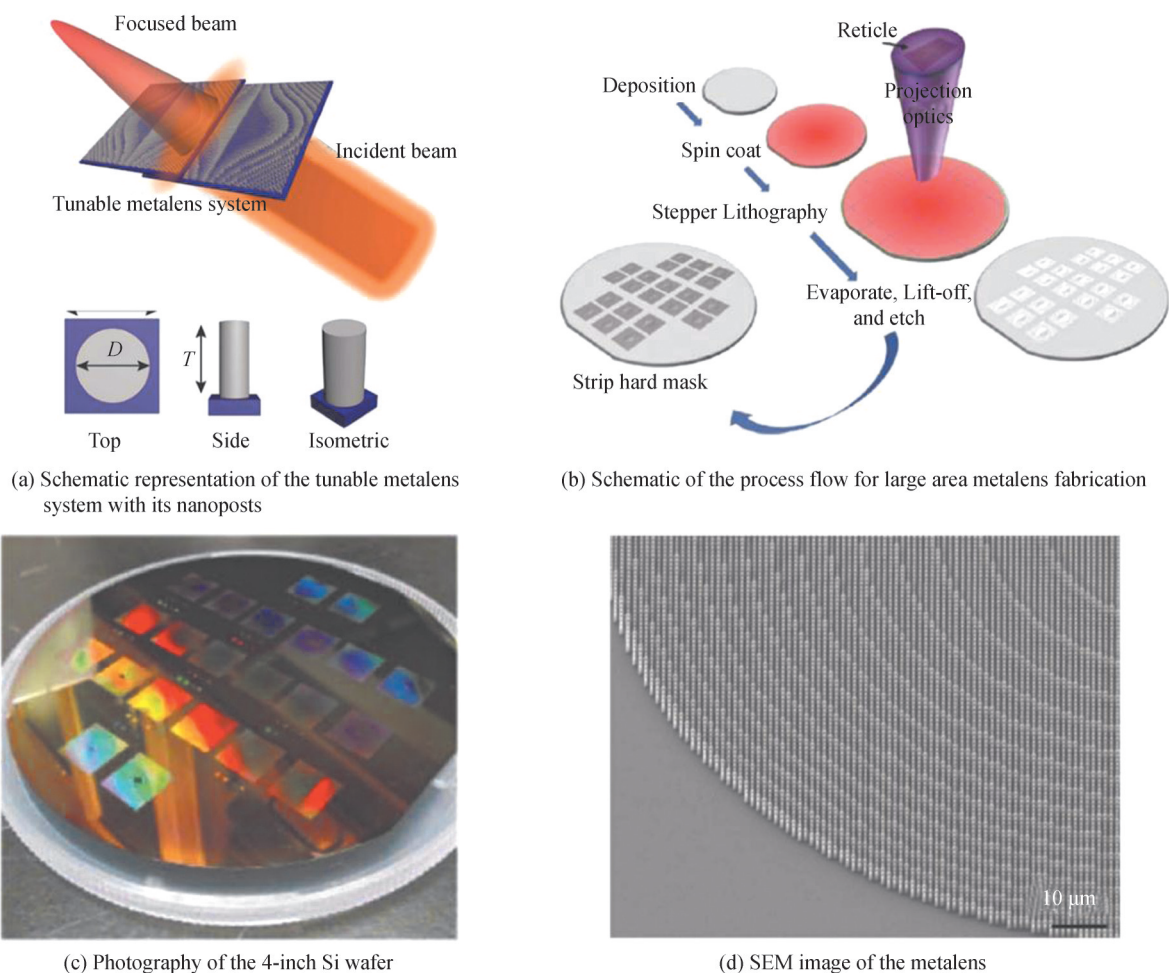 Focused beam
Incident beam
Tunable metalens system
D
T
Top
Side
Isometric
(a) Schematic representation of the tunable metalens
system with its nanoposts
Reticle
Deposition
Projection
optics
Spin coat
Stepper Lithography
Evaporate, Lift-off,
and etch
Strip hard mask
(b) Schematic of the process flow for large area metalens fabrication
(c) Photography of the 4-inch Si wafer
10 μm
(d) SEM image of the metalens